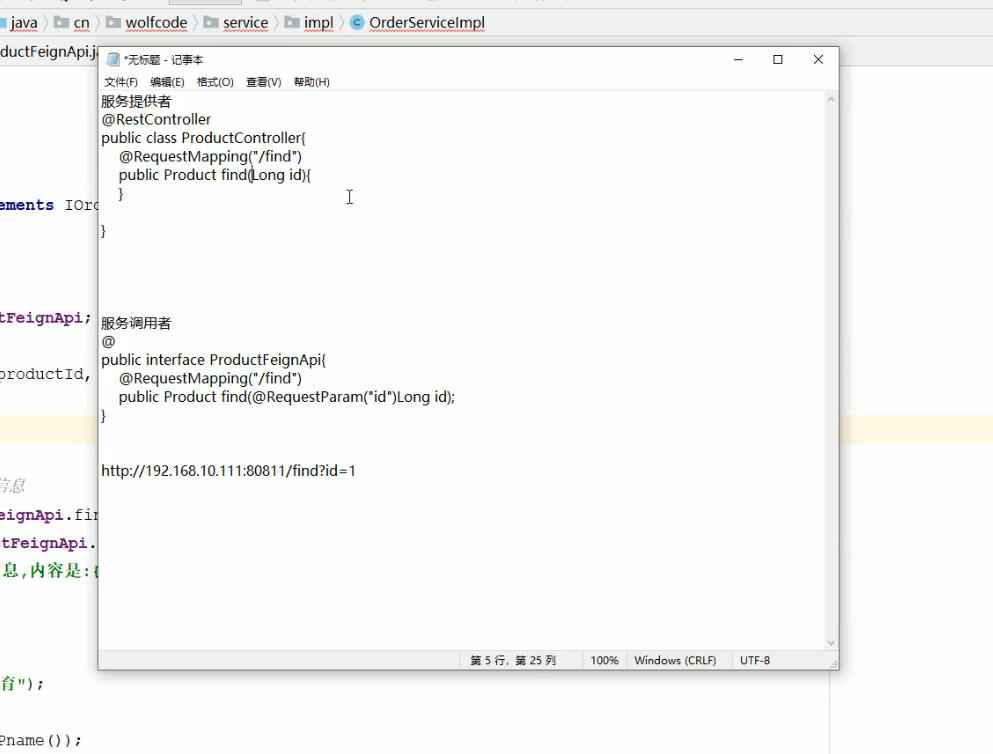 java cn wolfcode service impl OrderServiceImpl
ductFeignApi.j
*无标题 - 记事本
文件(F) 编辑(E) 格式(O) 查看(V) 帮助(H)
服务提供者
@RestController
public class ProductController{
@RequestMapping("/find")
public Product find(Long id){
}
}
服务调用者
@
public interface ProductFeignApi{
@RequestMapping("/find")
public Product find(@RequestParam("id")Long id);
}
http://192.168.10.111:80811/find?id=1
第 5 行，第 25 列 100% Windows (CRLF) UTF-8
ements IOr
tFeignApi;
productId,
信息
eignApi.fin
tFeignApi.
息,内容是:{
育");
Pname());